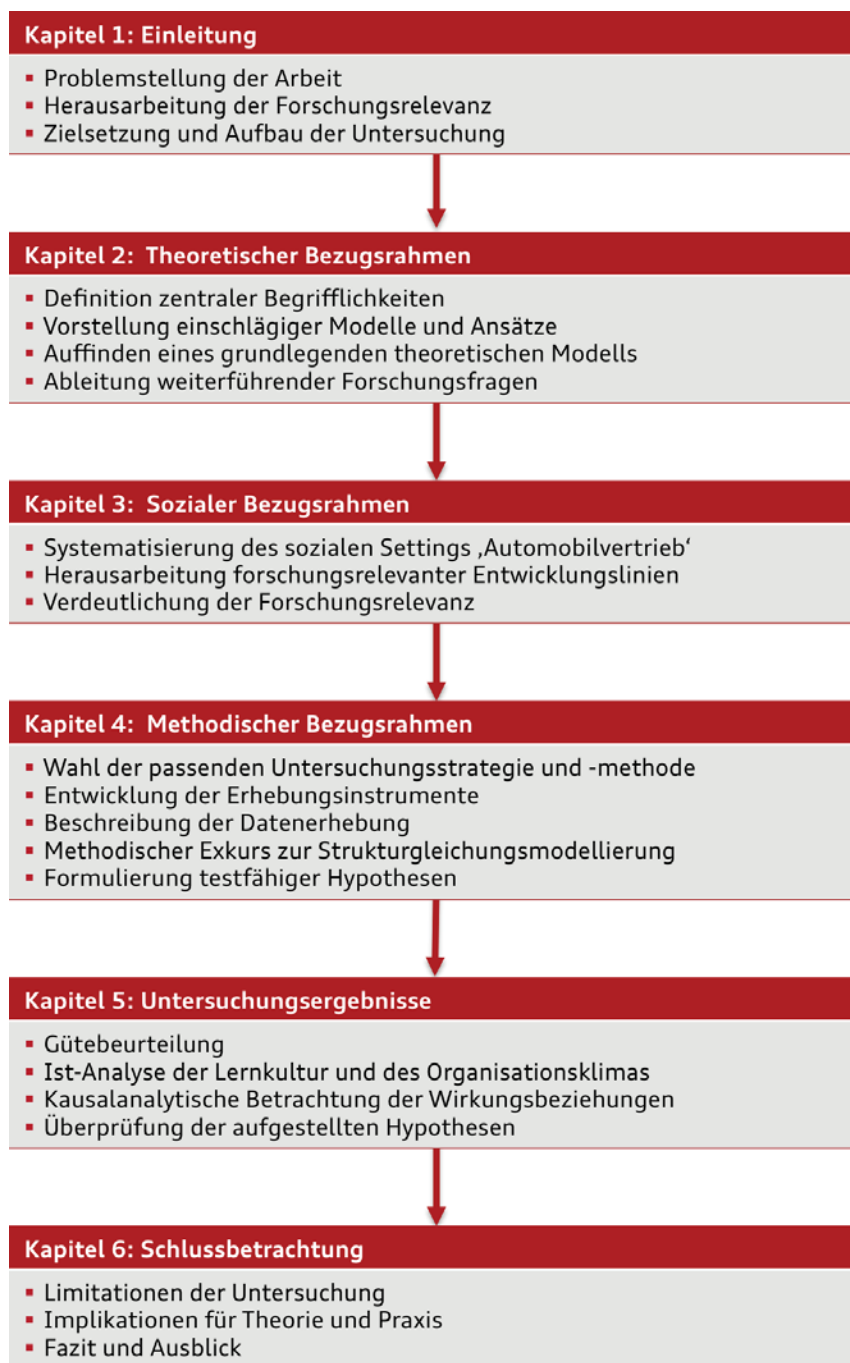 Kapitel 1: Einleitung
▪ Problemstellung der Arbeit
▪ Herausarbeitung der Forschungsrelevanz
▪ Zielsetzung und Aufbau der Untersuchung
Kapitel 2:  Theoretischer Bezugsrahmen
▪ Definition zentraler Begrifflichkeiten
▪ Vorstellung einschlägiger Modelle und Ansätze
▪ Auffinden eines grundlegenden theoretischen Modells
▪ Ableitung weiterführender Forschungsfragen
Kapitel 3:  Sozialer Bezugsrahmen
▪ Systematisierung des sozialen Settings ‚Automobilvertrieb‘
▪ Herausarbeitung forschungsrelevanter Entwicklungslinien
▪ Verdeutlichung der Forschungsrelevanz
Kapitel 4:  Methodischer Bezugsrahmen
▪ Wahl der passenden Untersuchungsstrategie und -methode
▪ Entwicklung der Erhebungsinstrumente
▪ Beschreibung der Datenerhebung
▪ Methodischer Exkurs zur Strukturgleichungsmodellierung
▪ Formulierung testfähiger Hypothesen
Kapitel 5: Untersuchungsergebnisse
▪ Gütebeurteilung
▪ Ist-Analyse der Lernkultur und des Organisationsklimas
▪ Kausalanalytische Betrachtung der Wirkungsbeziehungen
▪ Überprüfung der aufgestellten Hypothesen
Kapitel 6: Schlussbetrachtung
▪ Limitationen der Untersuchung
▪ Implikationen für Theorie und Praxis
▪ Fazit und Ausblick